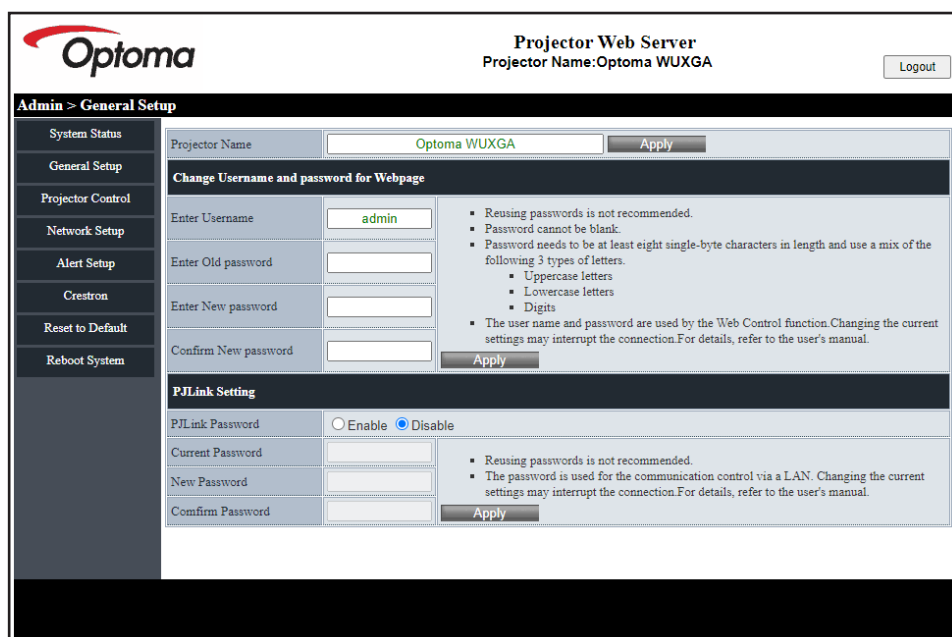 Optoma
Projector Web Server
Projector Name:Optoma WUXGA
Logout
Admin > General Setup
System Status
General Setup
Projector Control
Network Setup
Alert Setup
Crestron
Reset to Default
Reboot System
Projector Name
Optoma WUXGA
Apply
Change Username and password for Webpage
Enter Username
admin
Enter Old password
Enter New password
Confirm New password
▪ Reusing passwords is not recommended.
▪ Password cannot be blank.
▪ Password needs to be at least eight single-byte characters in length and use a mix of the
following 3 types of letters.
▪ Uppercase letters
▪ Lowercase letters
▪ Digits
▪ The user name and password are used by the Web Control function.Changing the current
settings may interrupt the connection.For details, refer to the user's manual.
Apply
PJLink Setting
PJLink Password
Enable Disable
Current Password
New Password
Comfirm Password
▪ Reusing passwords is not recommended.
▪ The password is used for the communication control via a LAN. Changing the current
settings may interrupt the connection.For details, refer to the user's manual.
Apply